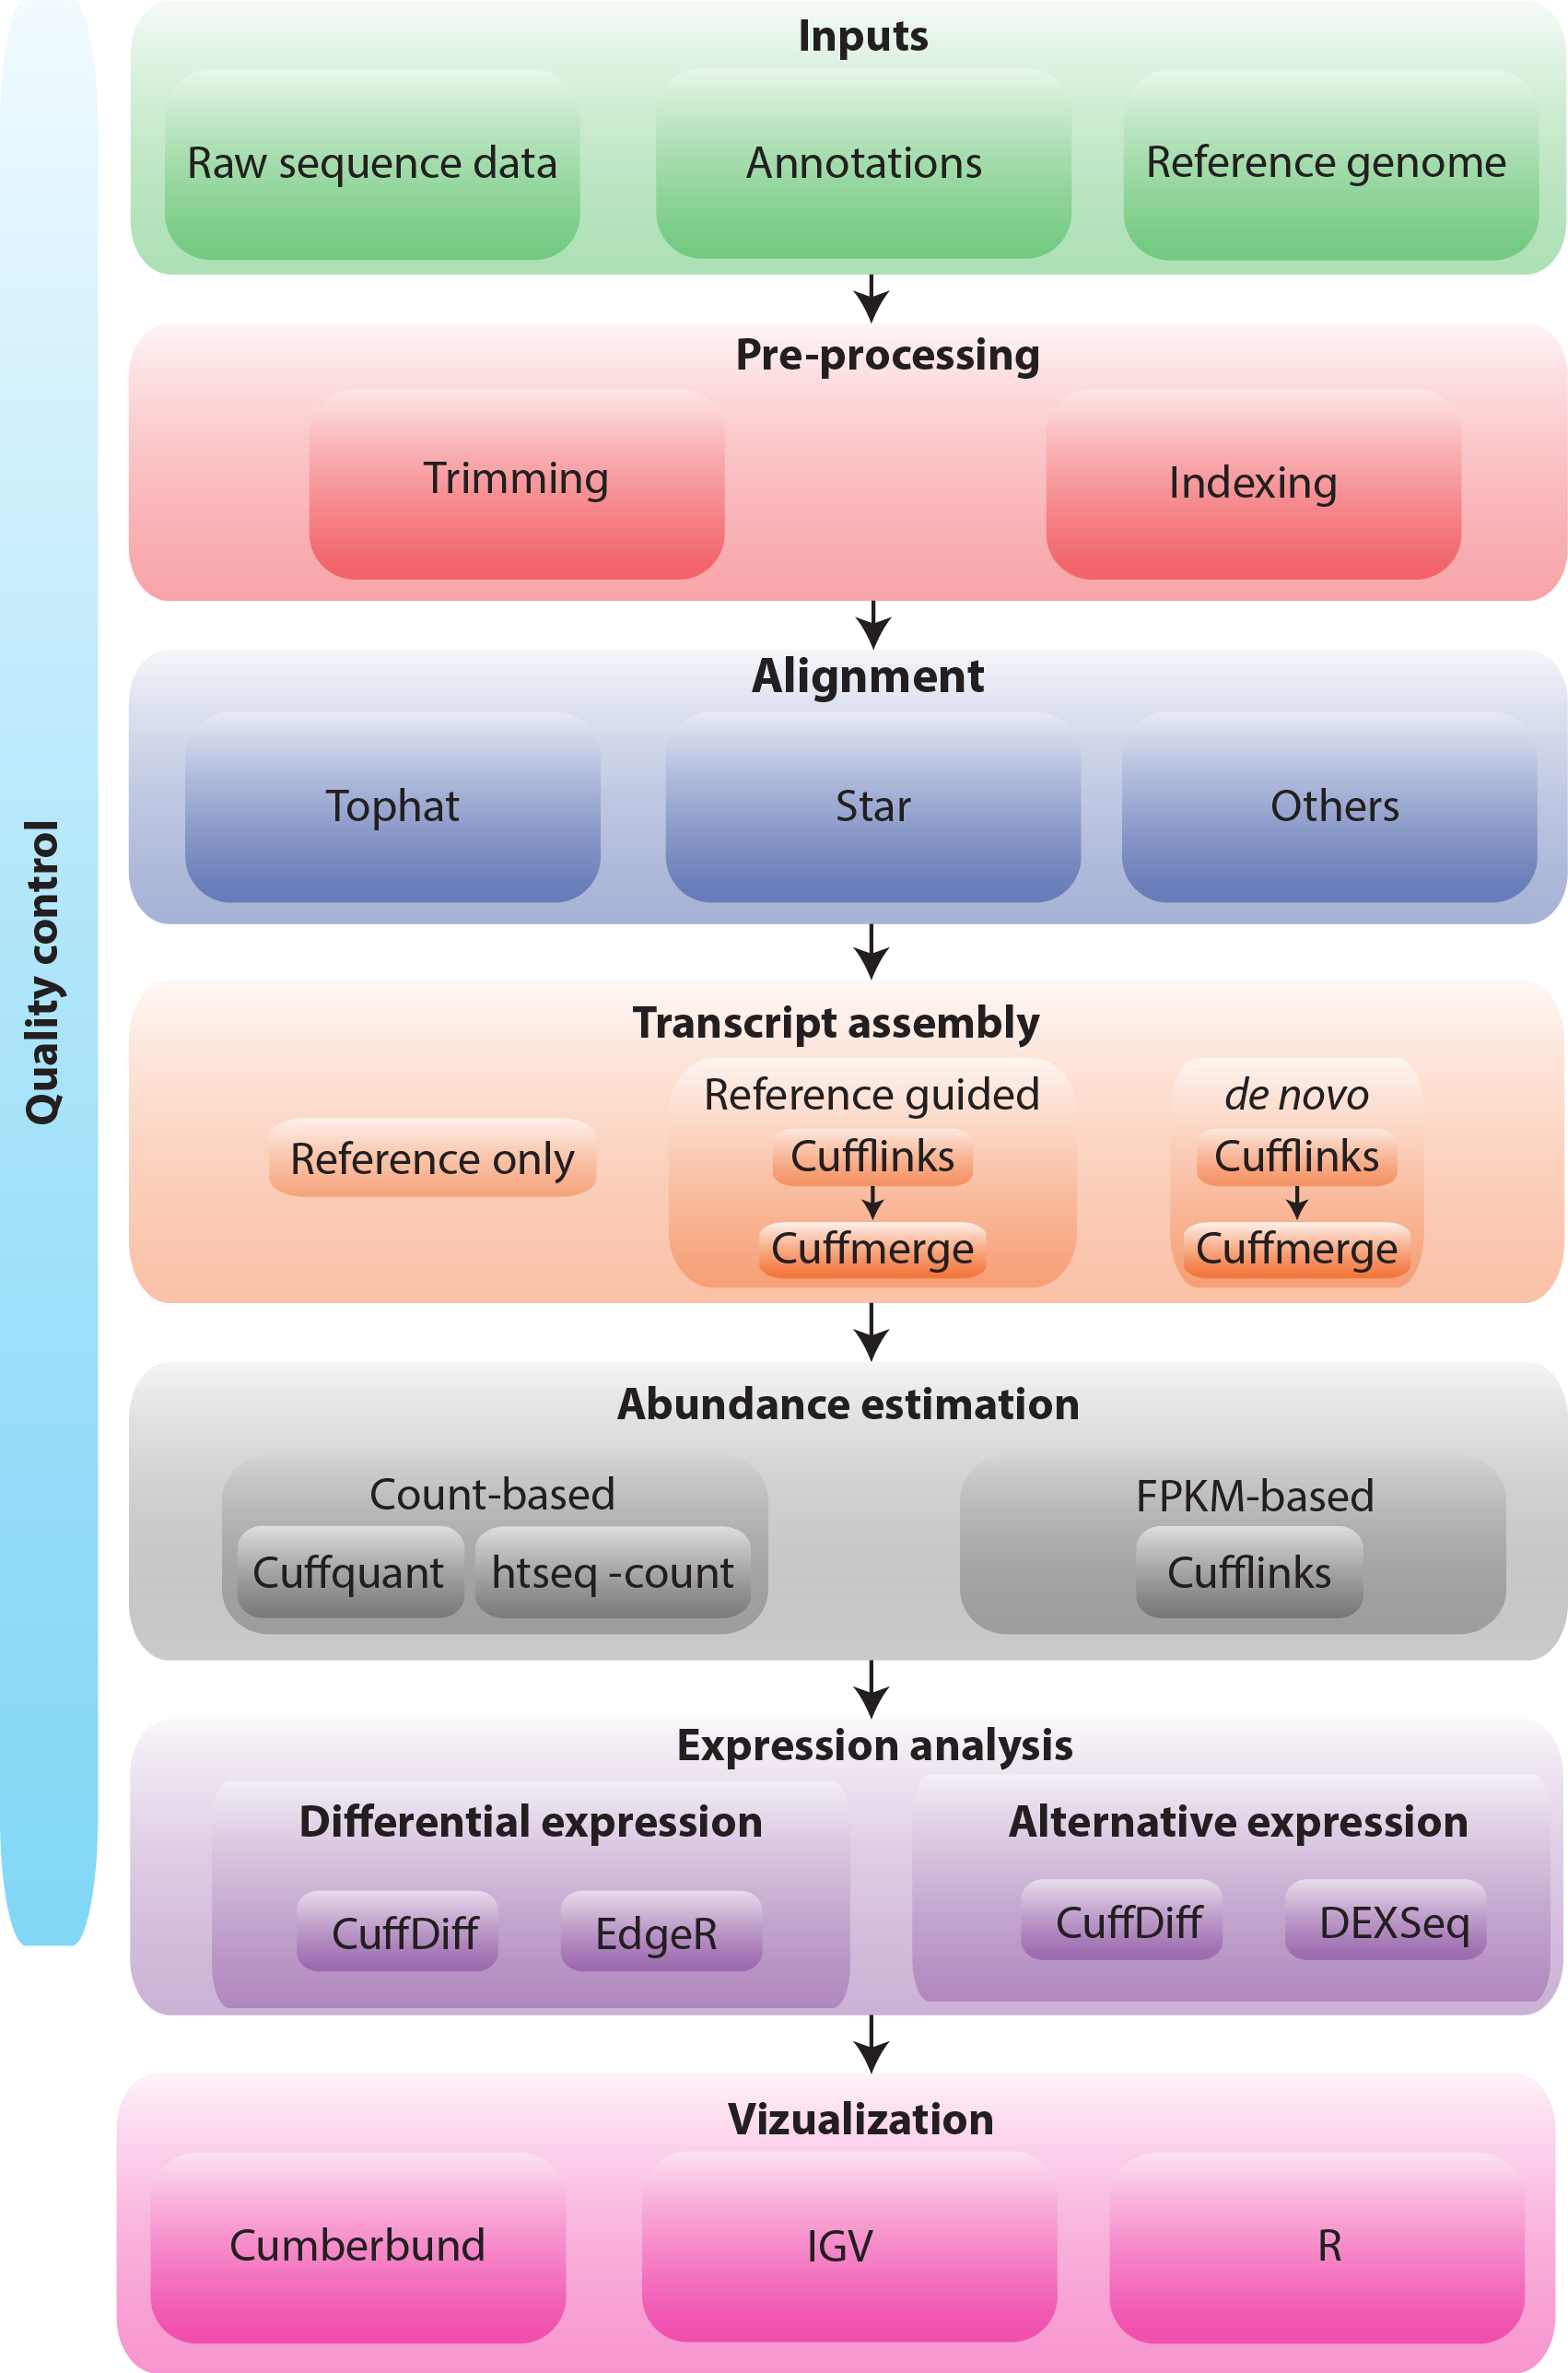 Quality control
Inputs
Raw sequence data
Annotations
Reference genome
Pre-processing
Trimming
Indexing
Alignment
Tophat
Star
Others
Transcript assembly
Reference only
Reference guided
Cufflinks
Cuffmerge
de novo
Cufflinks
Cuffmerge
Abundance estimation
Count-based
Cuffquant
htseq -count
FPKM-based
Cufflinks
Expression analysis
Differential expression
CuffDiff
EdgeR
Alternative expression
CuffDiff
DEXSeq
Vizualization
Cumberbund
IGV
R